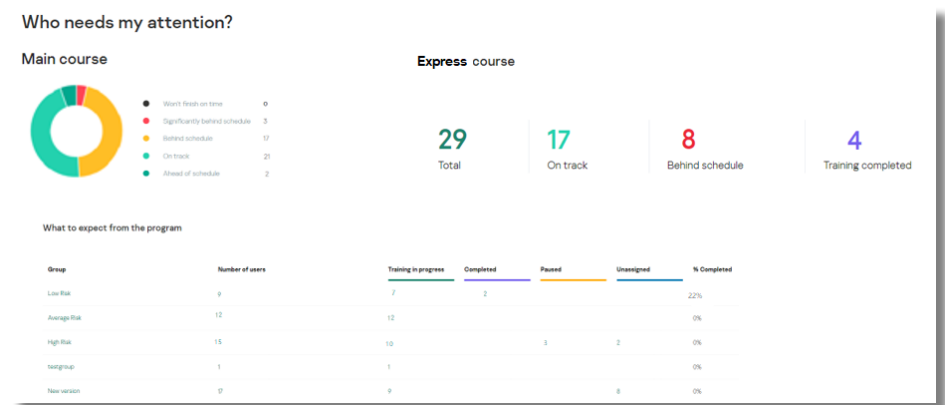 Who needs my attention?
Main course
Won't finish on time 0
Significantly behind schedule 3
Behind schedule 17
On track 21
Ahead of schedule 2
Express course
29 17 8 4
Total On track Behind schedule Training completed
What to expect from the program
Group Number of users Training in progress Completed Paused Unassigned % Completed
Low Risk 9 7 2 22%
Average Risk 12 12 0%
High Risk 15 10 3 2 0%
testgroup 1 1 0%
New version 17 9 8 0%